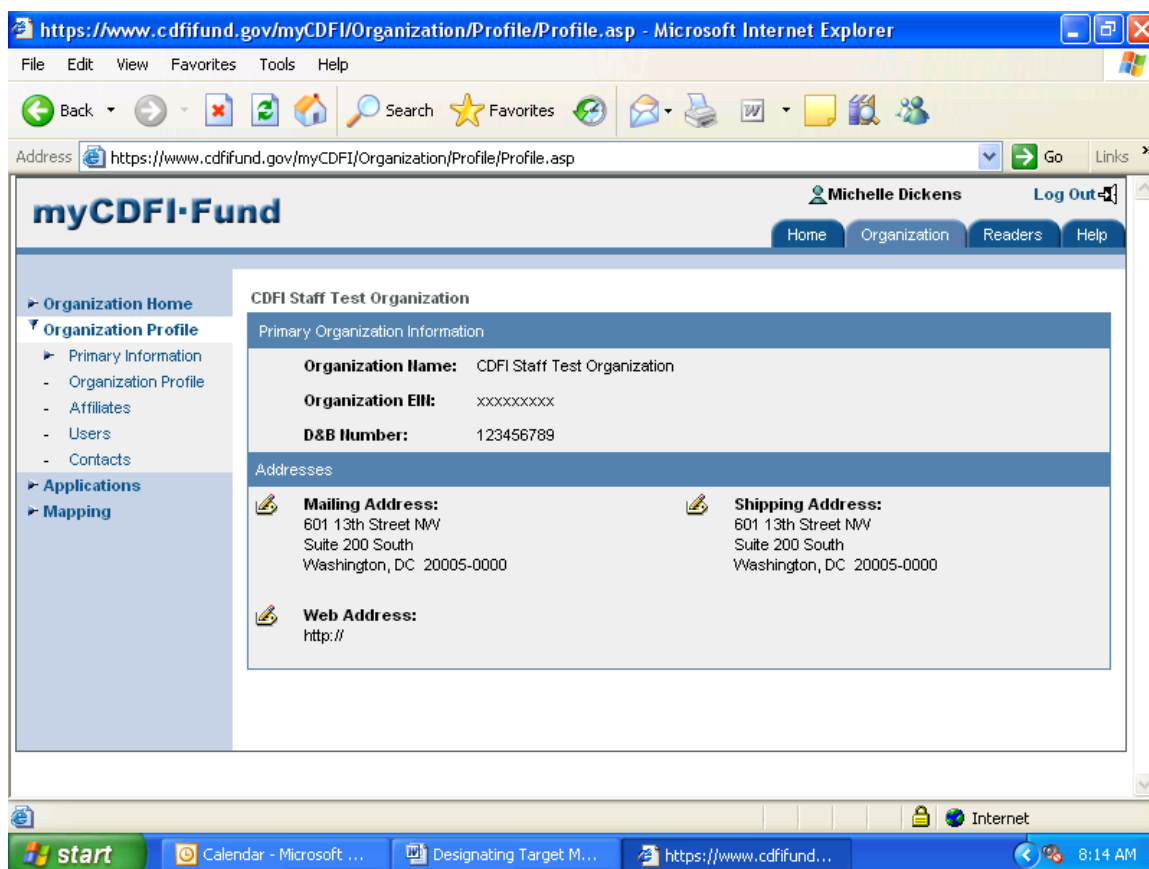 https://www.cdfifund.gov/myCDFI/Organization/Profile/Profile.asp - Microsoft Internet Explorer
File Edit View Favorites Tools Help
Back Search Favorites
Address https://www.cdfifund.gov/myCDFI/Organization/Profile/Profile.asp Go Links »
myCDFI·Fund
Michelle Dickens Log Out
Home Organization Readers Help
Organization Home
Organization Profile
Primary Information
- Organization Profile
- Affiliates
- Users
- Contacts
Applications
Mapping
CDFI Staff Test Organization
Primary Organization Information
Organization Name: CDFI Staff Test Organization
Organization EIN: xxxxxxxxx
D&B Number: 123456789
Addresses
Mailing Address:
601 13th Street NW
Suite 200 South
Washington, DC 20005-0000
Shipping Address:
601 13th Street NW
Suite 200 South
Washington, DC 20005-0000
Web Address:
http://
Internet
start Calendar - Microsoft ... Designating Target M... https://www.cdfifund... 8:14 AM